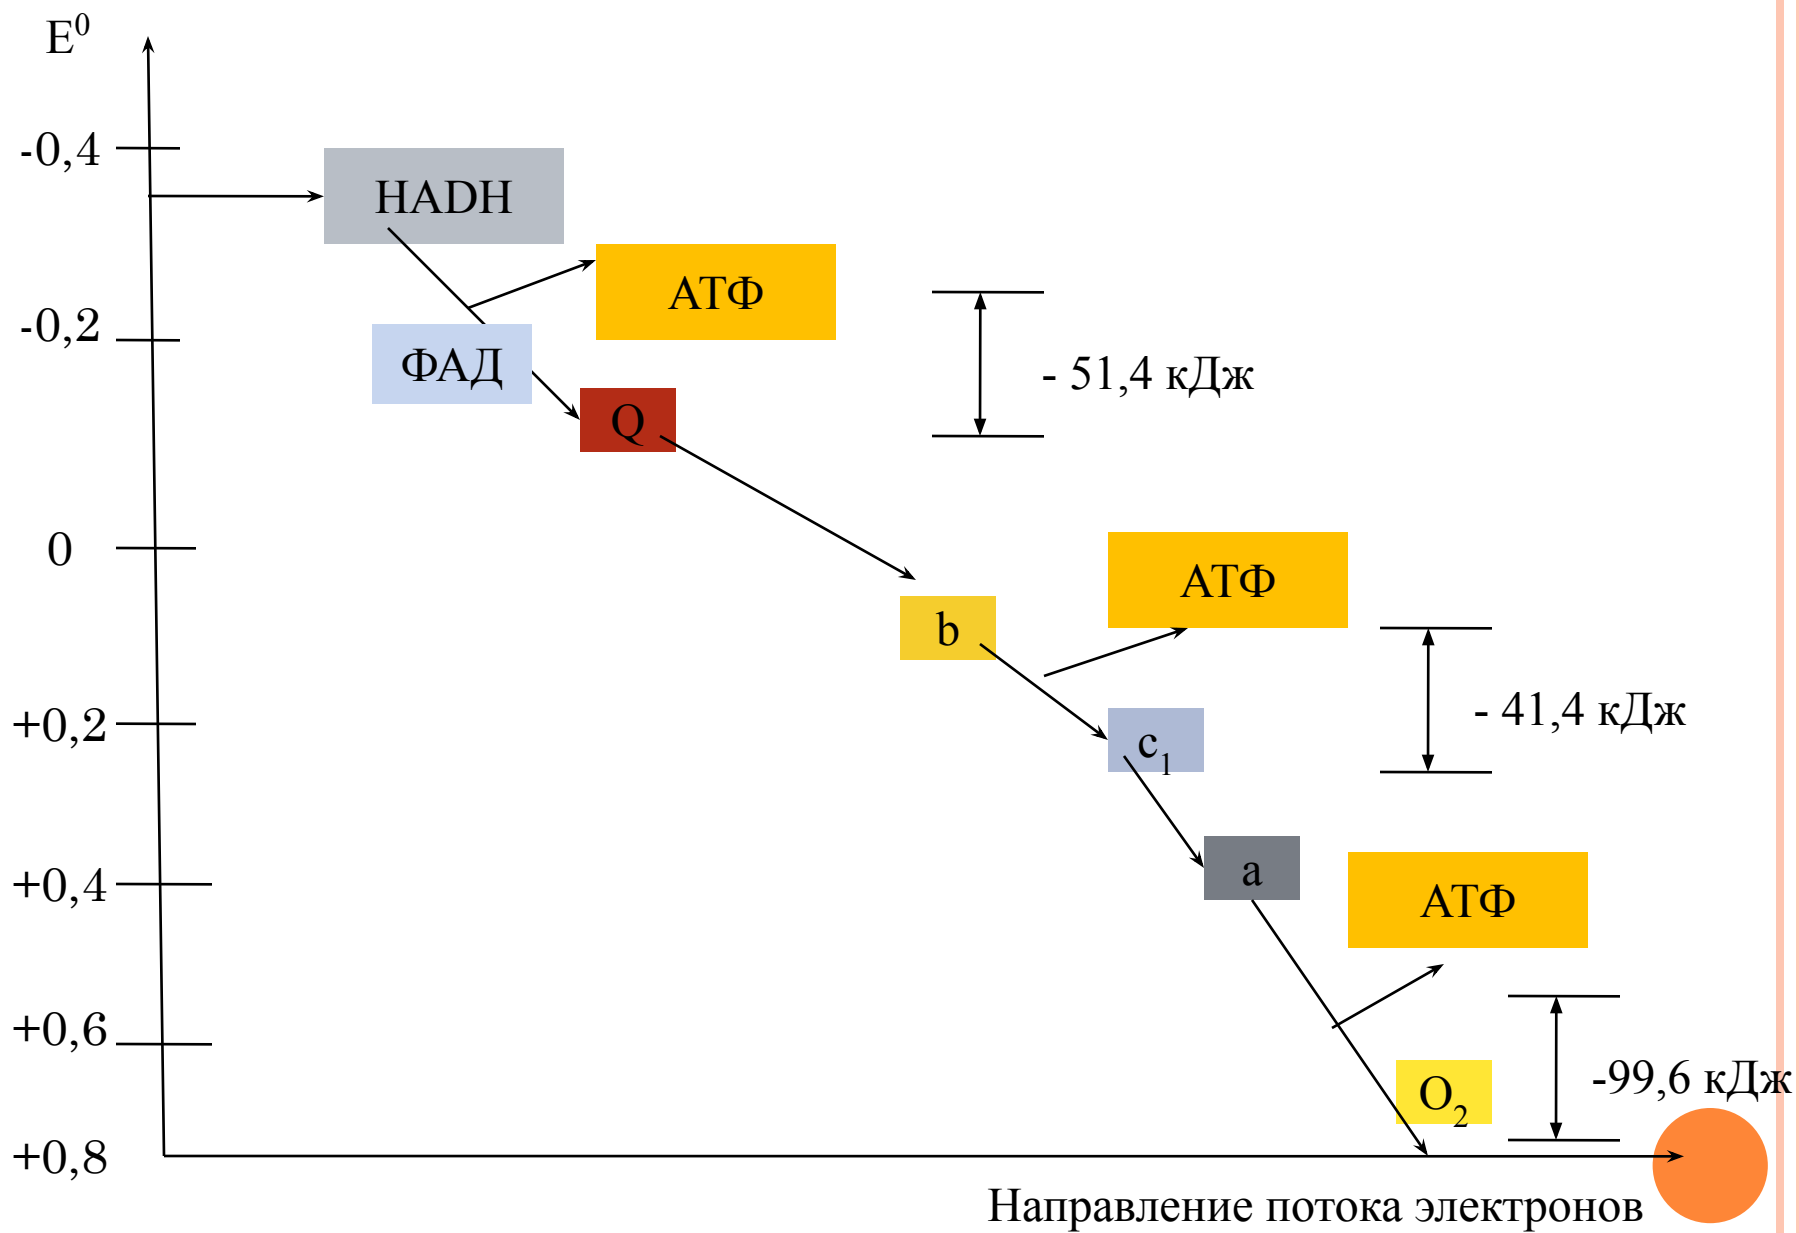 E⁰
-0,4
НАDH
АТФ
-0,2
ФАД
- 51,4 кДж
Q
0
АТФ
b
+0,2
- 41,4 кДж
c₁
+0,4
a
АТФ
+0,6
-99,6 кДж
O₂
+0,8
Направление потока электронов